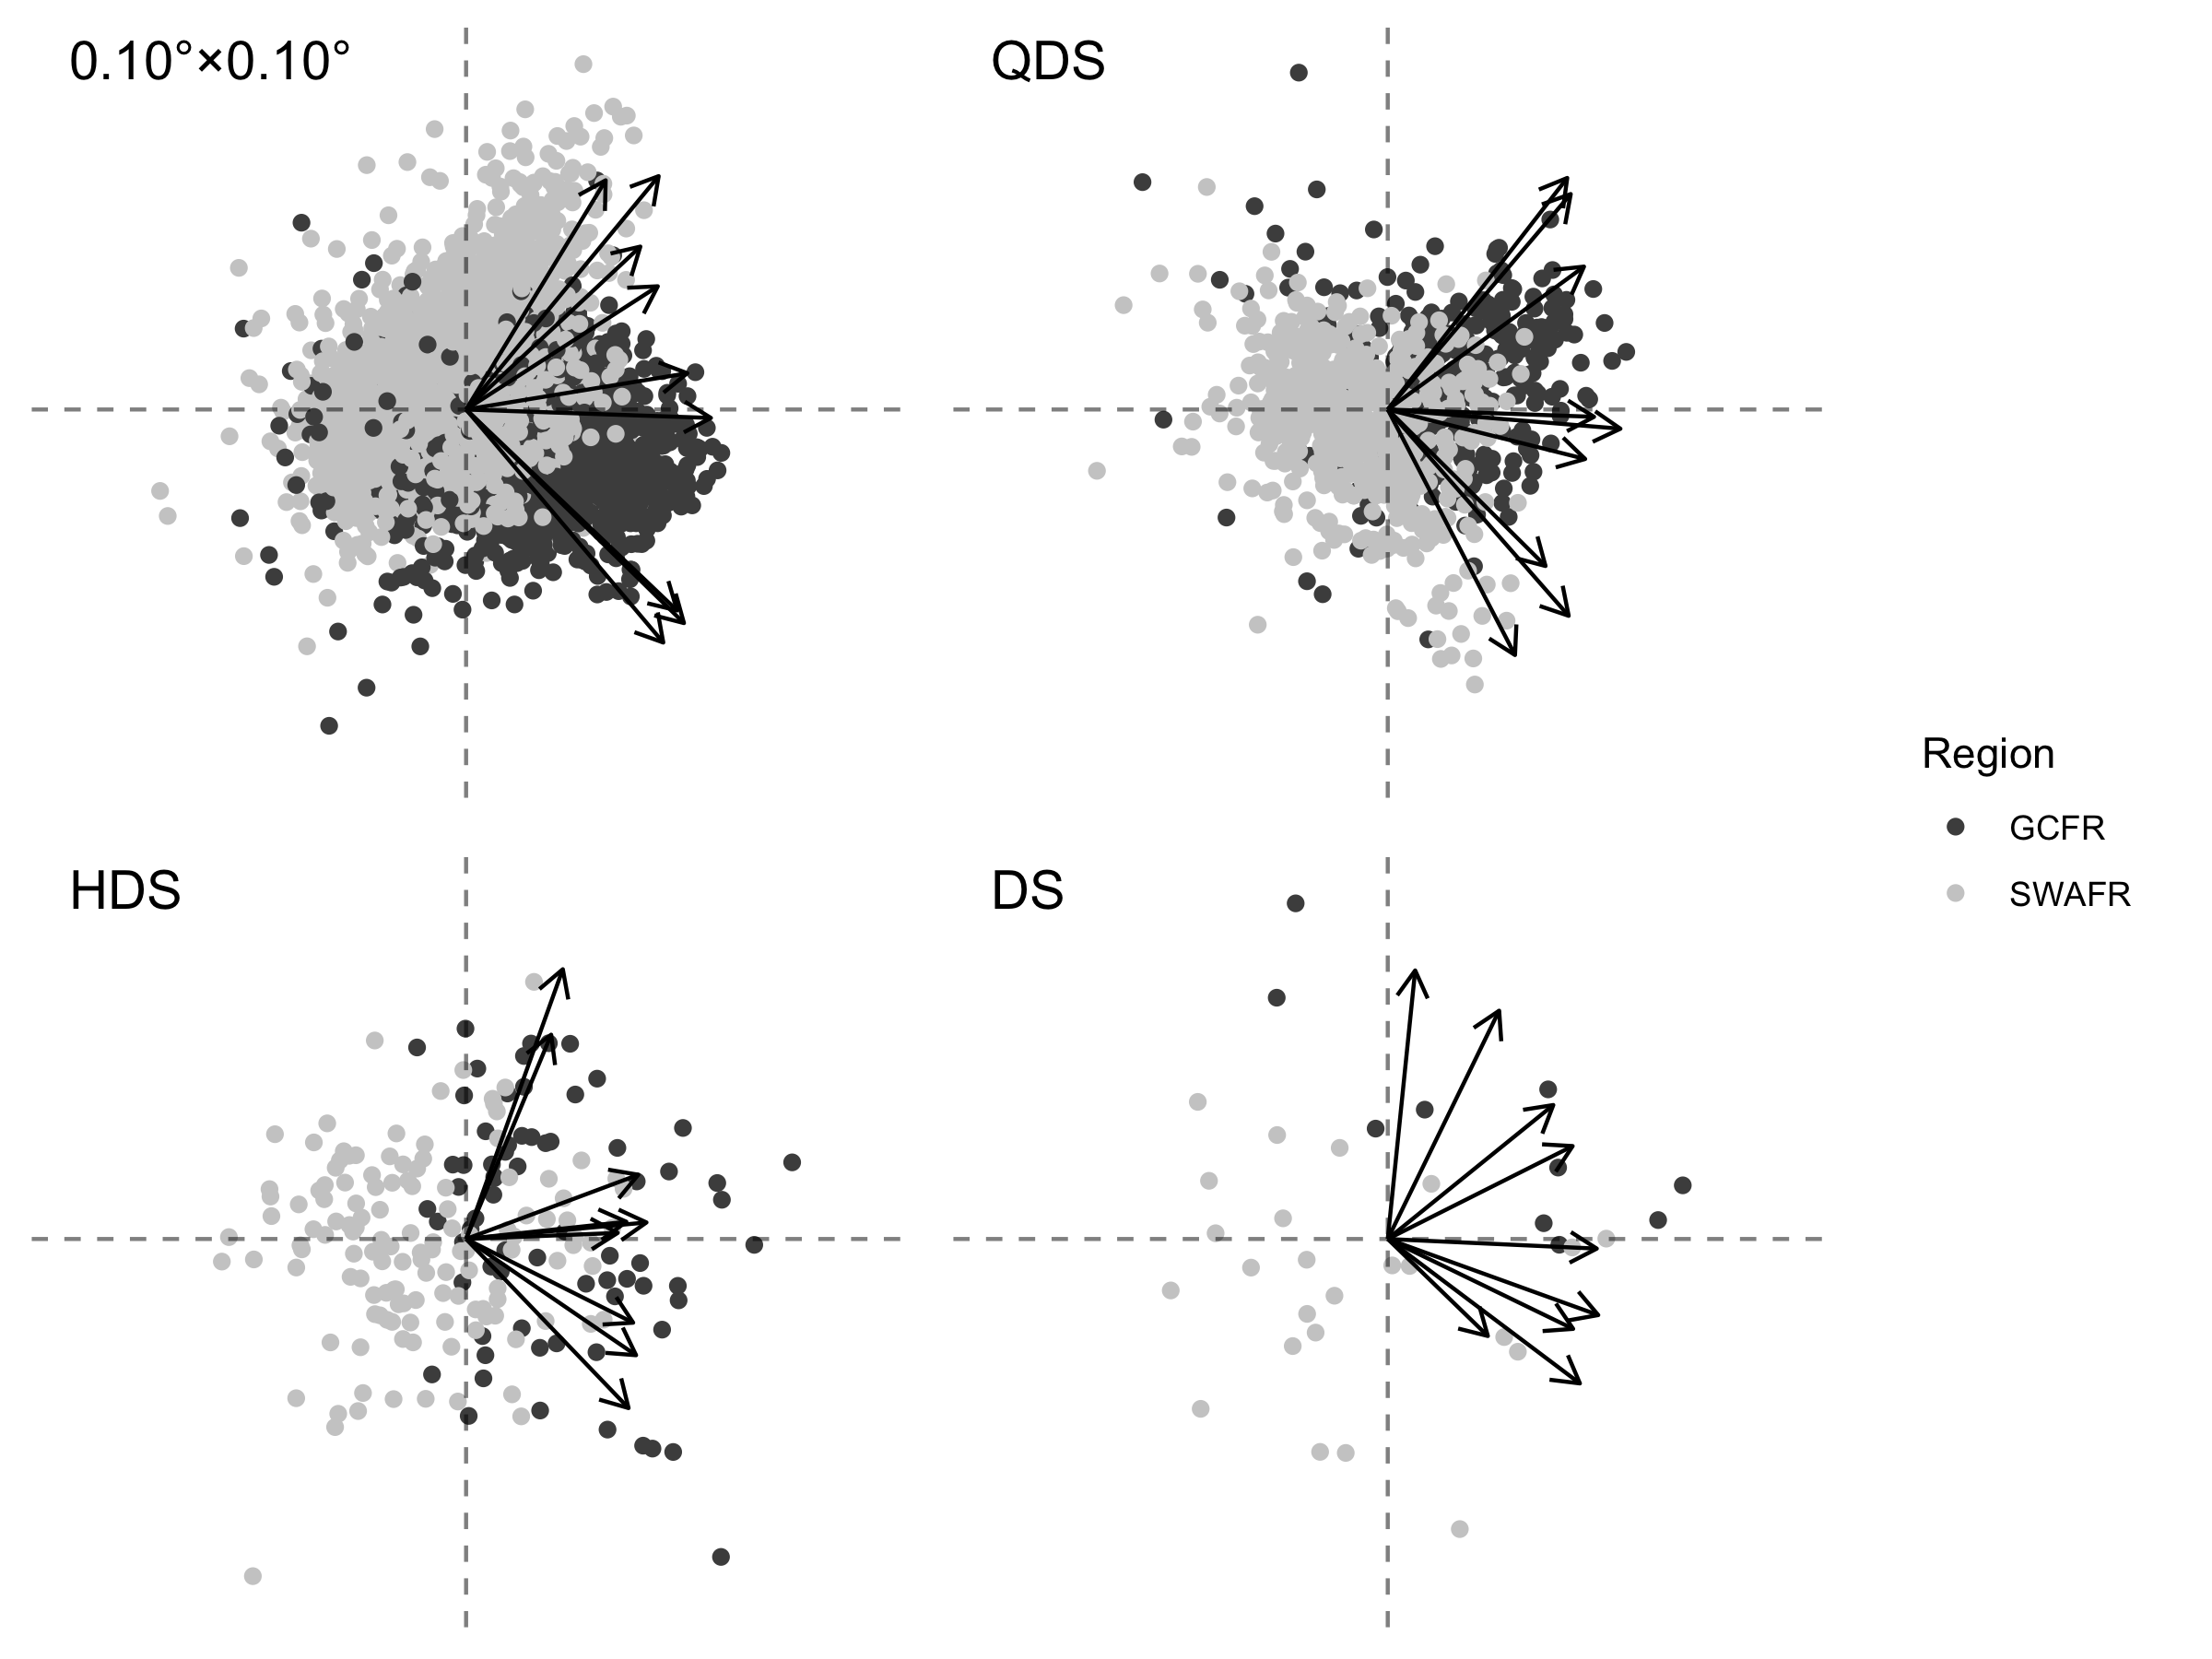 0.10°×0.10°
QDS
HDS
DS
Region
GCFR
SWAFR